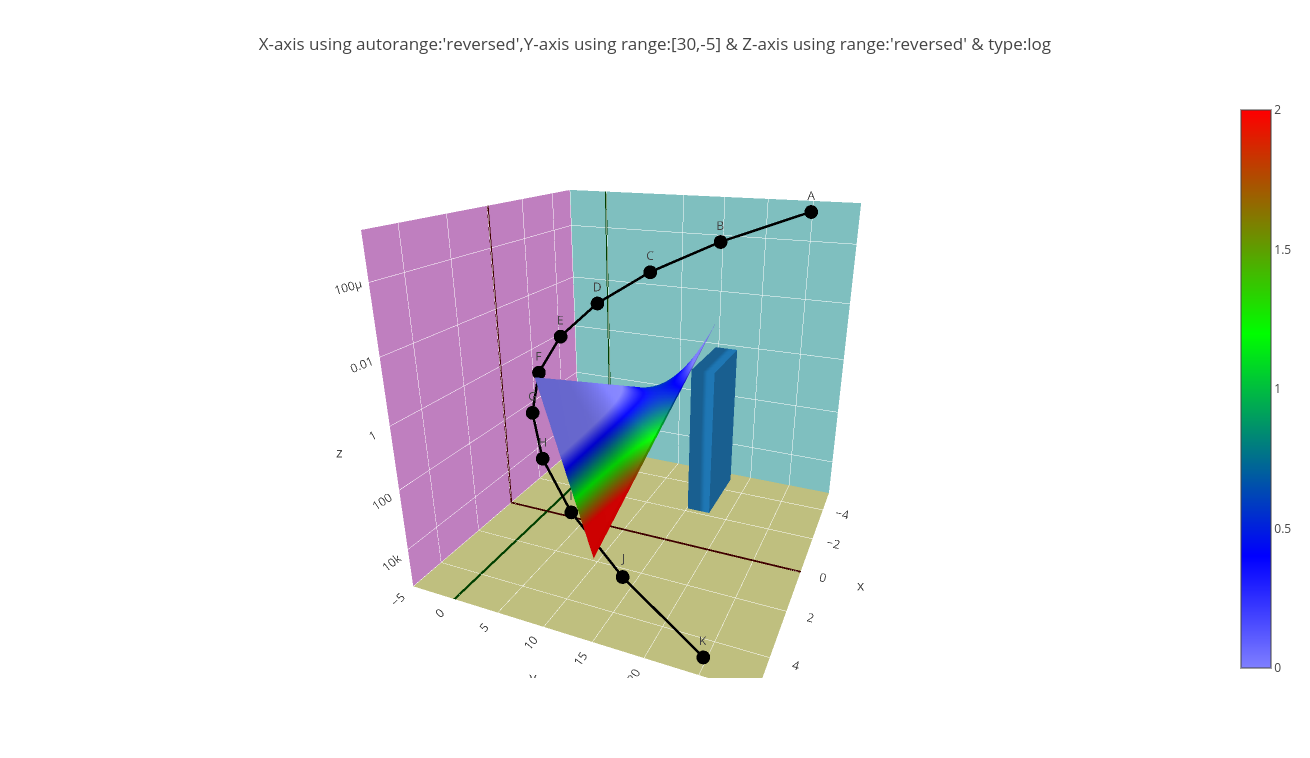 X-axis using autorange:'reversed',Y-axis using range:[30,-5] & Z-axis using range:'reversed' & type:log
2
1.5
1
0.5
0
A
B
C
D
E
F
H
J
K
100μ
0.01
1
100
10k
z
−5
0
5
10
15
−4
−2
0
2
4
x